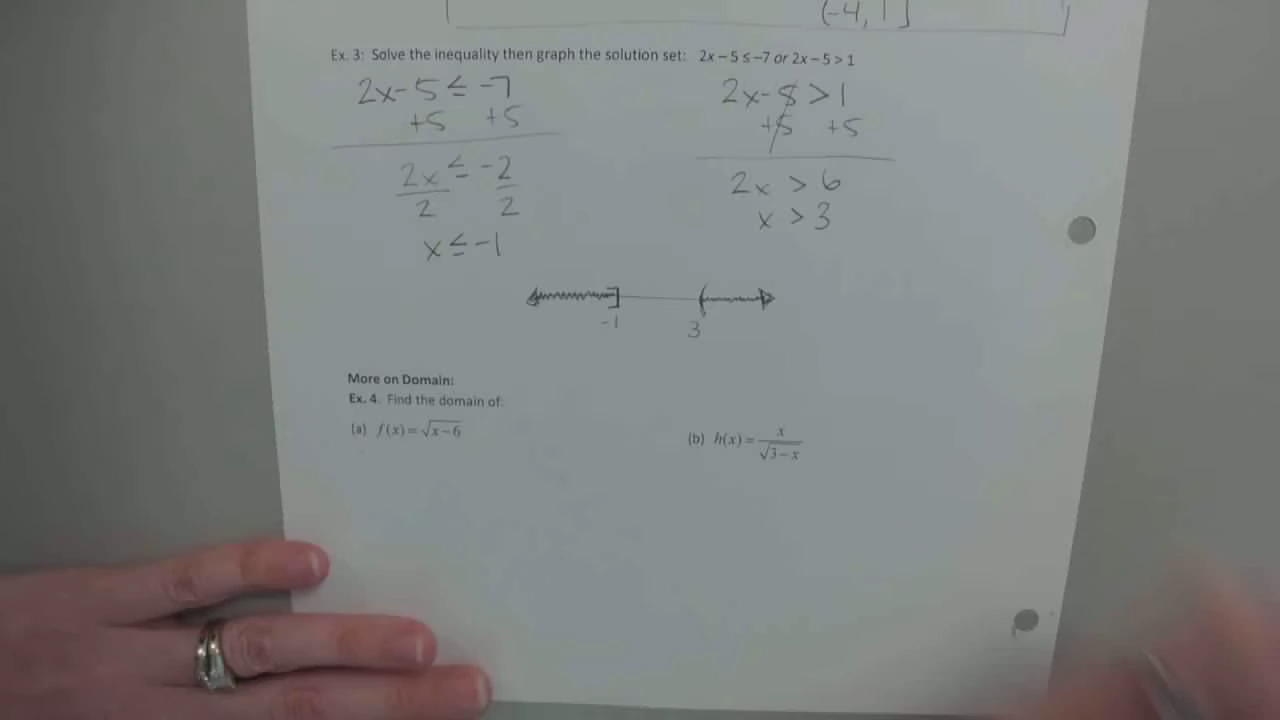 (-4, 1]
Ex. 3: Solve the inequality then graph the solution set: 2x – 5 ≤ –7 or 2x – 5 > 1
2x - 5 ≤ -7
+5 +5
2x ≤ -2
2 2
x ≤ -1
2x - 5 > 1
+5 +5
2x > 6
x > 3
-1 3
More on Domain:
Ex. 4. Find the domain of:
(a) f(x) = √x – 6
(b) h(x) = x
√3 – x